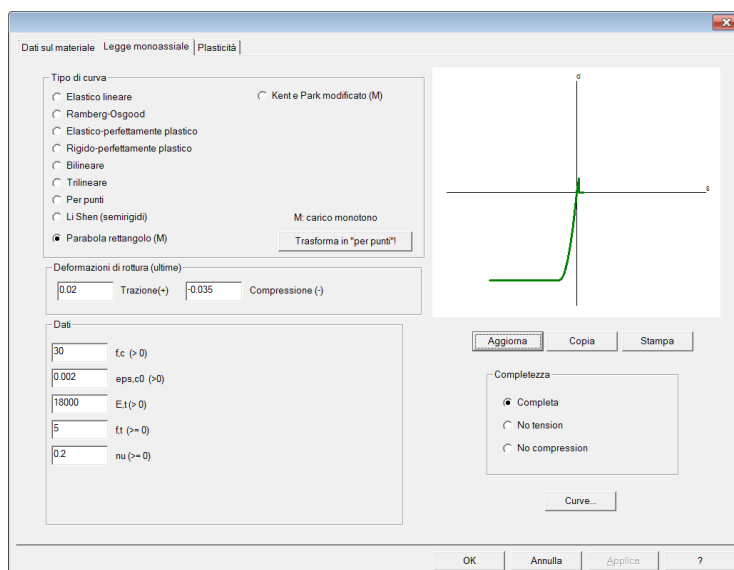 Dati sul materiale Legge monoassiale Plasticità
Tipo di curva
Elastico lineare
Kent e Park modificato (M)
Ramberg-Osgood
Elastico-perfettamente plastico
Rigido-perfettamente plastico
Bilineare
Trilineare
Per punti
Li Shen (semirigidi)
M: carico monotono
Parabola rettangolo (M)
Trasforma in "per punti"!
σ
ε
Deformazioni di rottura (ultime)
0.02 Trazione(+) -0.035 Compressione (-)
Dati
30 f,c (> 0)
0.002 eps,c0 (>0)
18000 E,t (> 0)
5 f,t (>= 0)
0.2 nu (>= 0)
Aggiorna Copia Stampa
Completezza
Completa
No tension
No compression
Curve...
OK Annulla Applica ?